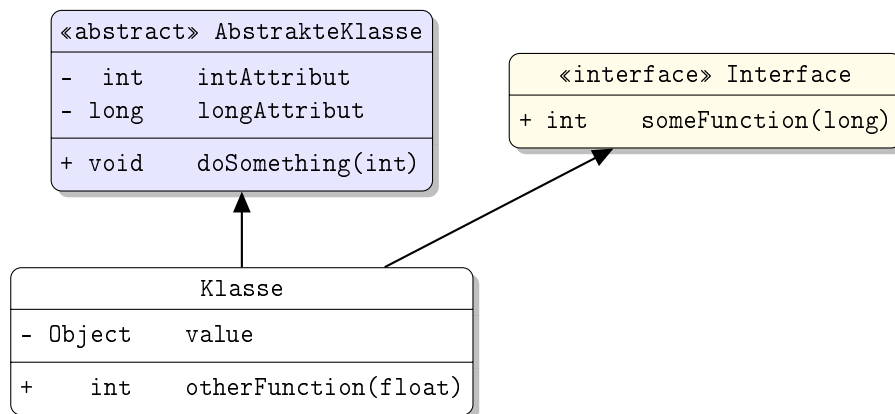 «abstract» AbstrakteKlasse
- int intAttribut
- long longAttribut
+ void doSomething(int)
«interface» Interface
+ int someFunction(long)
Klasse
- Object value
+ int otherFunction(float)